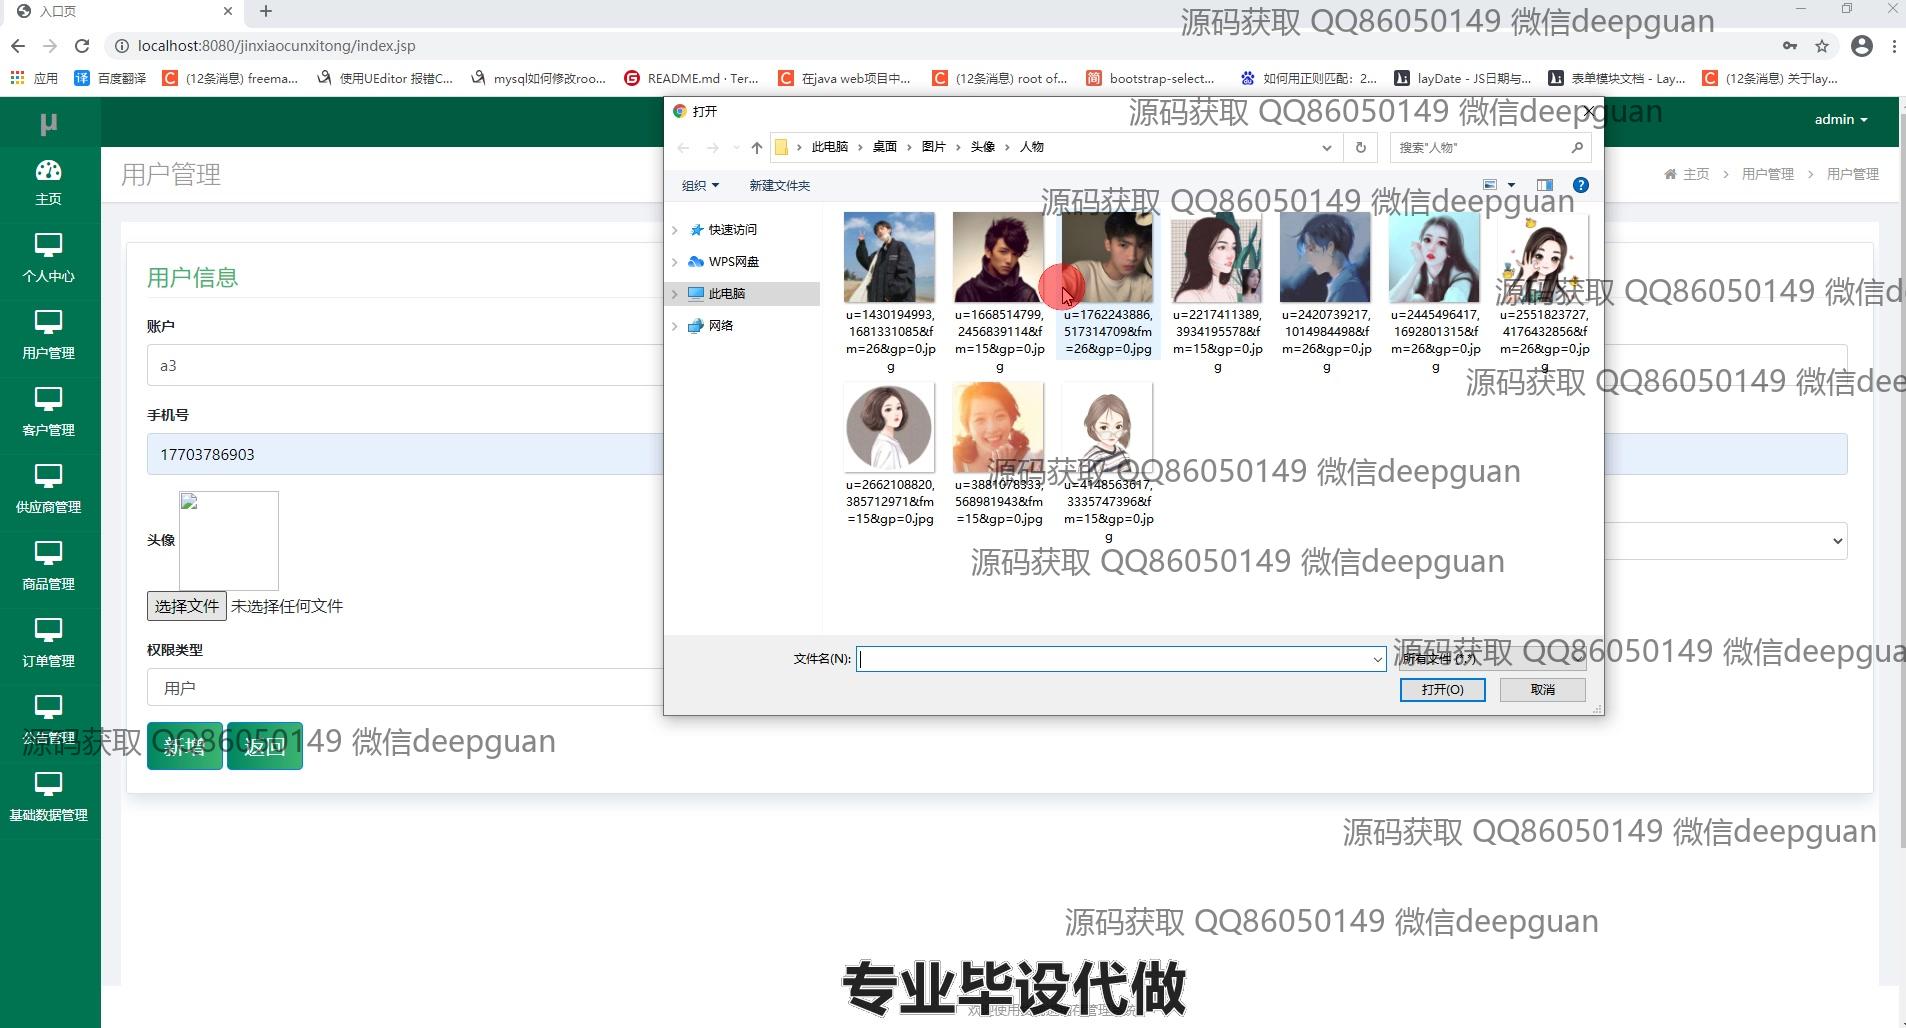 入口页
源码获取 QQ86050149 微信deepguan
localhost:8080/jinxiaocunxitong/index.jsp
应用
百度翻译
(12条消息) freema...
使用UEditor 报错C...
mysql如何修改roo...
README.md · Ter...
在java web项目中...
(12条消息) root of...
bootstrap-select...
如何用正则匹配：2...
layDate - JS日期与...
表单模块文档 - Lay...
(12条消息) 关于lay...
μ
打开
源码获取 QQ86050149 微信deepguan
admin
此电脑 › 桌面 › 图片 › 头像 › 人物
搜索"人物"
用户管理
主页 › 用户管理 › 用户管理
组织
新建文件夹
源码获取 QQ86050149 微信deepguan
主页
个人中心
用户管理
客户管理
供应商管理
商品管理
订单管理
公告管理
基础数据管理
快速访问
WPS网盘
此电脑
网络
u=1430194993,
1681331085&f
m=26&gp=0.jp
g
u=1668514799,
2456839114&f
m=15&gp=0.jp
g
u=1762243886,
517314709&fm
=26&gp=0.jpg
u=2217411389,
3934195578&f
m=15&gp=0.jp
g
u=2420739217,
1014984498&f
m=26&gp=0.jp
g
u=2445496417,
1692801315&f
m=26&gp=0.jp
g
u=2551823727,
4176432856&f
m=26&gp=0.jp
g
源码获取 QQ86050149 微信d
源码获取 QQ86050149 微信dee
u=2662108820,
385712971&fm
=15&gp=0.jpg
u=3881078333,
568981943&fm
=15&gp=0.jpg
u=4148563617,
3335747396&f
m=15&gp=0.jp
g
源码获取 QQ86050149 微信deepguan
源码获取 QQ86050149 微信deepguan
文件名(N):
所有文件 (*.*)
源码获取 QQ86050149 微信deepgua
打开(O)
取消
用户信息
账户
a3
手机号
17703786903
头像
选择文件 未选择任何文件
权限类型
用户
新增
返回
源码获取 QQ86050149 微信deepguan
源码获取 QQ86050149 微信deepguan
源码获取 QQ86050149 微信deepguan
专业毕设代做